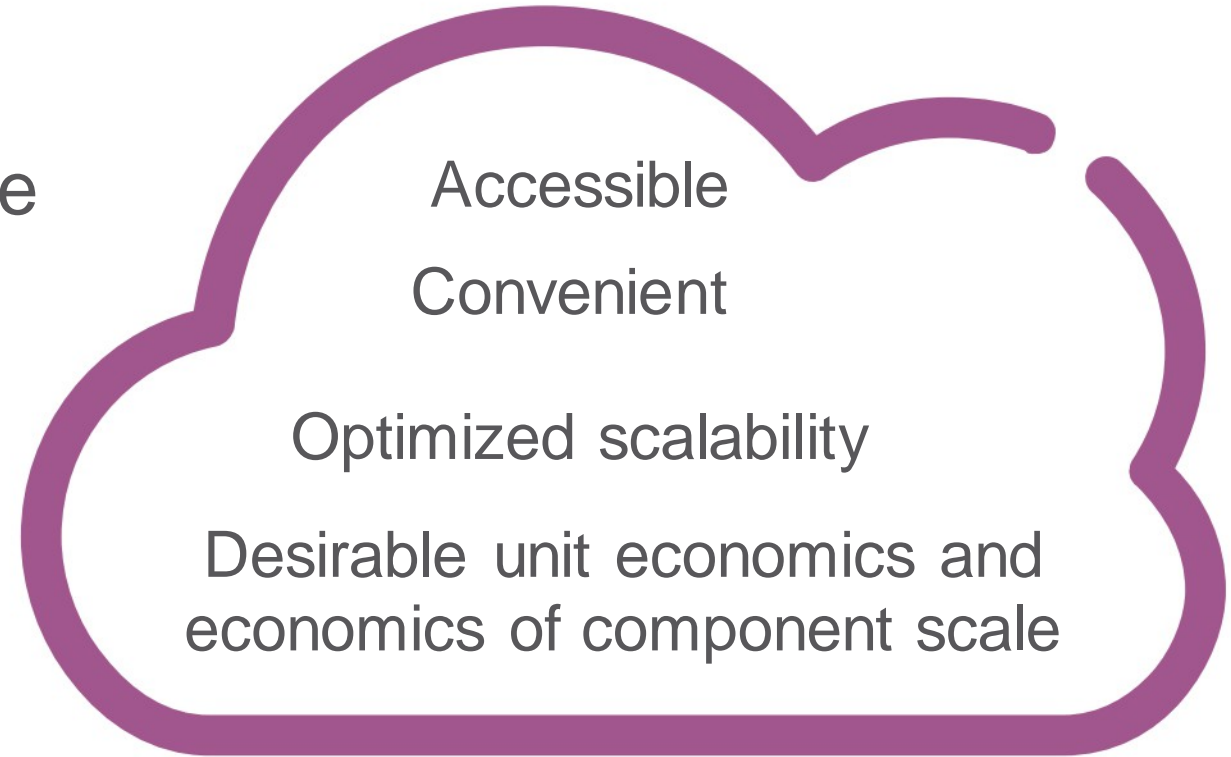 e
Accessible
Convenient
Optimized scalability
Desirable unit economics and
economics of component scale